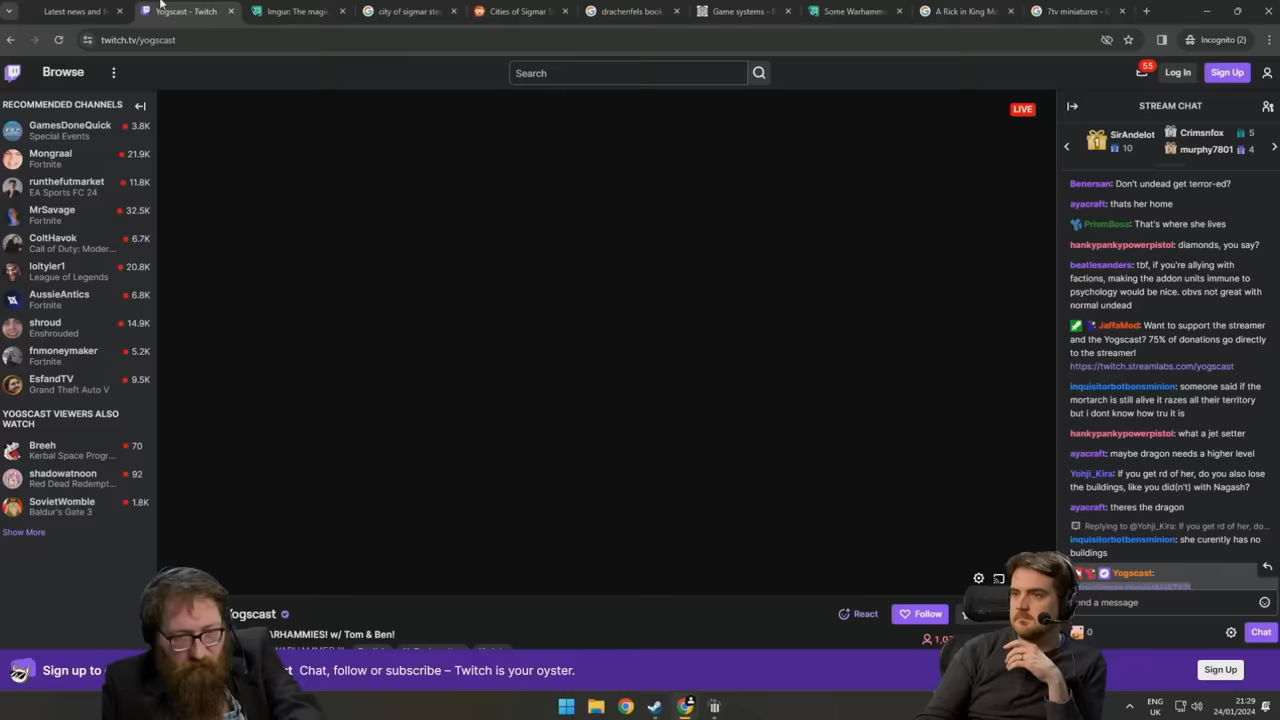 Latest news and
Yogscast - Twitch
Imgur: The magic
city of sigmar ste
Cities of Sigmar S
drachenfels book
Game systems -
Some Warhamm
A Rick in King M
7tv miniatures -
twitch.tv/yogscast
Incognito (2)
Browse
Search
55
Log In
Sign Up
RECOMMENDED CHANNELS
GamesDoneQuick
3.8K
Special Events
Mongraal
21.9K
Fortnite
runthefutmarket
11.8K
EA Sports FC 24
MrSavage
32.5K
Fortnite
ColtHavok
6.7K
Call of Duty: Moder...
loltyler1
20.8K
League of Legends
AussieAntics
6.8K
Fortnite
shroud
14.9K
Enshrouded
fnmoneymaker
5.2K
Fortnite
EsfandTV
9.5K
Grand Theft Auto V
YOGSCAST VIEWERS ALSO
WATCH
Breeh
70
Kerbal Space Progr...
shadowatnoon
92
Red Dead Redempt...
SovietWomble
1.8K
Baldur's Gate 3
Show More
LIVE
Yogscast
React
Follow
ARHAMMIES! w/ Tom & Ben!
STREAM CHAT
1
SirAndelot
10
Crimsnfox
5
murphy7801
4
Benersan: Don't undead get terror-ed?
ayacraft: thats her home
PrismBoss: That's where she lives
hankypankypowerpistol: diamonds, you say?
beatlesanders: tbf, if you're allying with
factions, making the addon units immune to
psychology would be nice. obvs not great with
normal undead
JaffaMod: Want to support the streamer
and the Yogscast? 75% of donations go directly
to the streamer!
https://twitch.streamlabs.com/yogscast
inquisitorbotbensminion: someone said if the
mortarch is still alive it razes all their territory
but i dont know how tru it is
hankypankypowerpistol: what a jet setter
ayacraft: maybe dragon needs a higher level
Yohji_Kira: If you get rd of her, do you also lose
the buildings, like you did(n't) with Nagash?
ayacraft: theres the dragon
Replying to @Yohji_Kira: If you get rd of her, do...
inquisitorbotbensminion: she curently has no
buildings
Yogscast:
end a message
0
Chat
Sign up to
Chat, follow or subscribe – Twitch is your oyster.
Sign Up
ENG
UK
21:29
24/01/2024